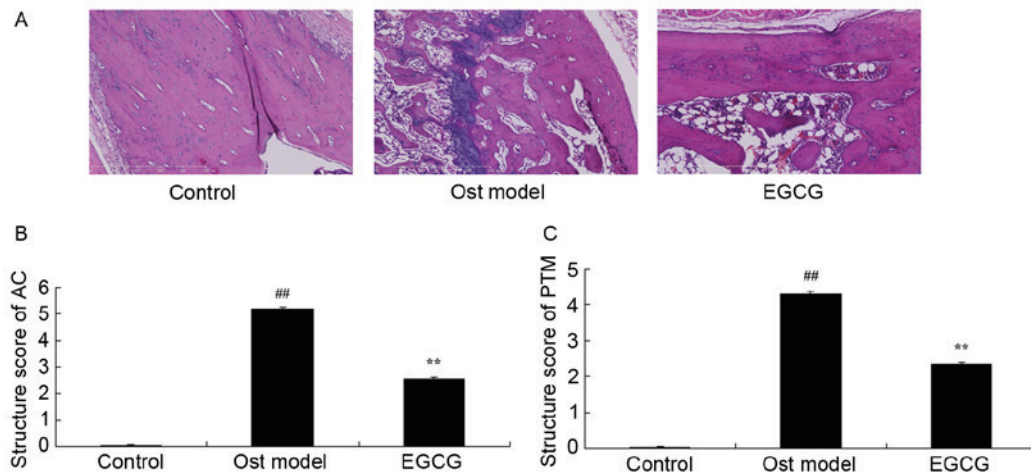 A
Control
Ost model
EGCG
B
Structure score of AC
6
5
4
3
2
1
0
##
**
Control
Ost model
EGCG
C
Structure score of PTM
5
4
3
2
1
0
##
**
Control
Ost model
EGCG